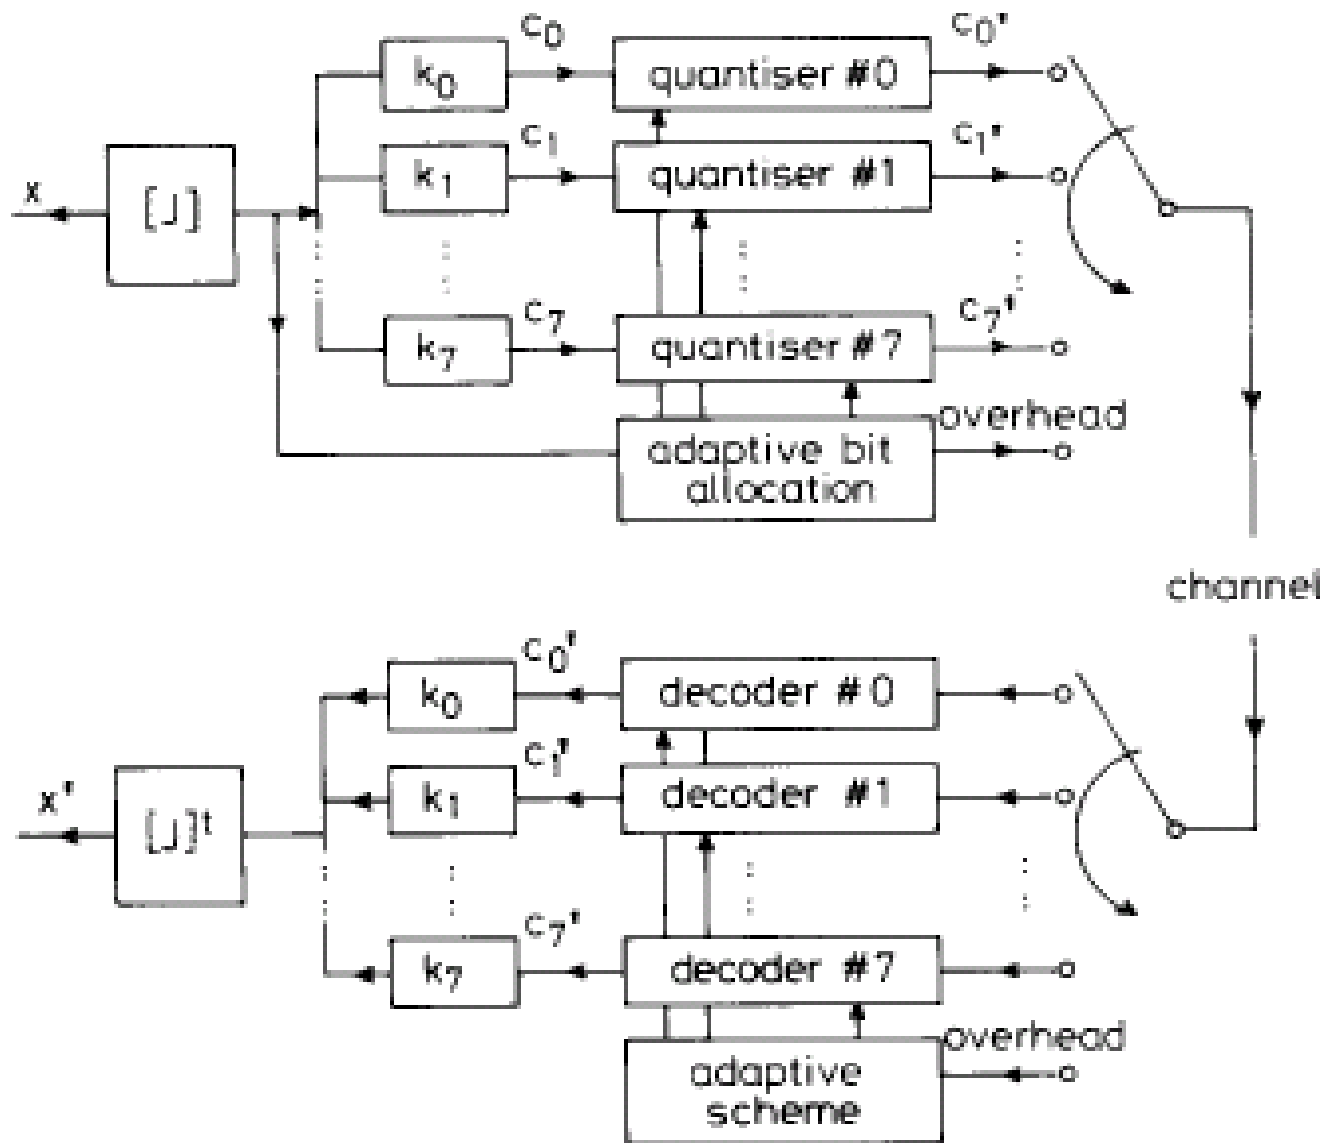 c₀ c₀'
k₀ quantiser #0
c₁ c₁'
k₁ quantiser #1
x [J]
c₇ c₇'
k₇ quantiser #7
overhead
adaptive bit
allocation
channel
c₀'
k₀ decoder #0
c₁'
k₁ decoder #1
x' [J]ᵗ
c₇'
k₇ decoder #7
overhead
adaptive
scheme